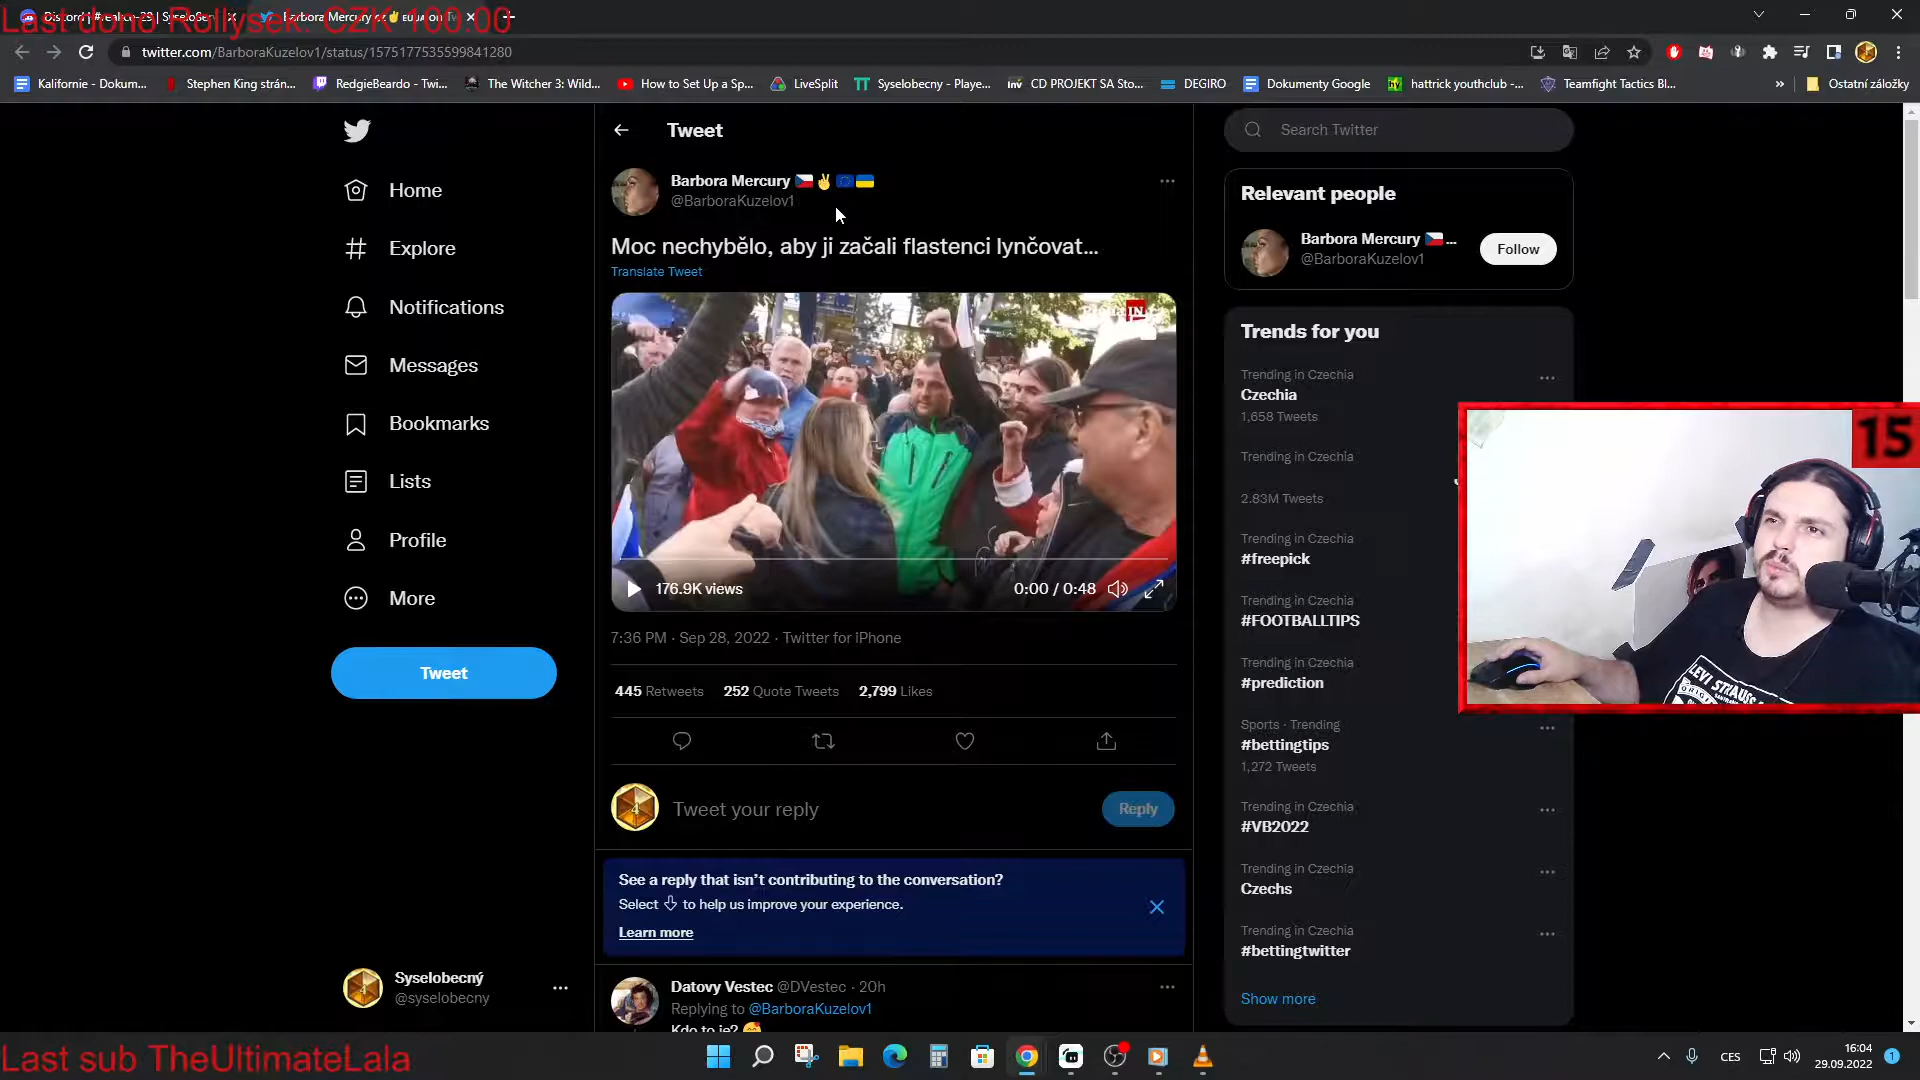 Last dono Rollysek: CZK 100.00
twitter.com/BarboraKuzelov1/status/1575177535599841280
Kalifornie - Dokum...
Stephen King strán...
RedgieBeardo - Twi...
The Witcher 3: Wild...
How to Set Up a Sp...
LiveSplit
Syselobecny - Playe...
CD PROJEKT SA Sto...
DEGIRO
Dokumenty Google
hattrick youthclub -...
Teamfight Tactics Bl...
»
Ostatní záložky
Home
Explore
Notifications
Messages
Bookmarks
Lists
Profile
More
Tweet
Syselobecný
@syselobecny
Tweet
Barbora Mercury 🇨🇿✌️🇪🇺🇺🇦
@BarboraKuzelov1
Moc nechybělo, aby ji začali flastenci lynčovat...
Translate Tweet
176.9K views
0:00 / 0:48
7:36 PM · Sep 28, 2022 · Twitter for iPhone
445 Retweets 252 Quote Tweets 2,799 Likes
Tweet your reply
Reply
See a reply that isn't contributing to the conversation?
Select to help us improve your experience.
Learn more
Datovy Vestec @DVestec · 20h
Replying to @BarboraKuzelov1
Kdo to je? 🥰
Search Twitter
Relevant people
Barbora Mercury 🇨🇿...
@BarboraKuzelov1
Follow
Trends for you
Trending in Czechia
Czechia
1,658 Tweets
Trending in Czechia
2.83M Tweets
Trending in Czechia
#freepick
Trending in Czechia
#FOOTBALLTIPS
Trending in Czechia
#prediction
Sports · Trending
#bettingtips
1,272 Tweets
Trending in Czechia
#VB2022
Trending in Czechia
Czechs
Trending in Czechia
#bettingtwitter
Show more
15
LEVI STRAUSS
Last sub TheUltimateLala
CES
16:04
29.09.2022
1